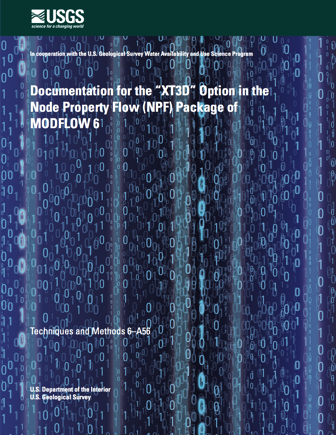 USGS
science for a changing world
In cooperation with the U.S. Geological Survey Water Availability and Use Science Program
Documentation for the “XT3D” Option in the
Node Property Flow (NPF) Package of
MODFLOW 6
Techniques and Methods 6–A56
U.S. Department of the Interior
U.S. Geological Survey